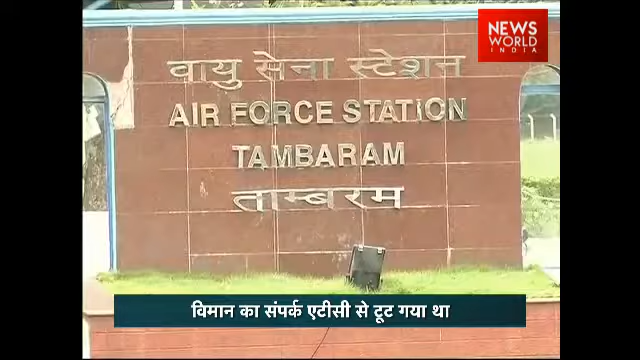 NEWS
WORLD
INDIA
वायु सेना स्टेशन
AIR FORCE STATION
TAMBARAM
ताम्बरम
विमान का संपर्क एटीसी से टूट गया था